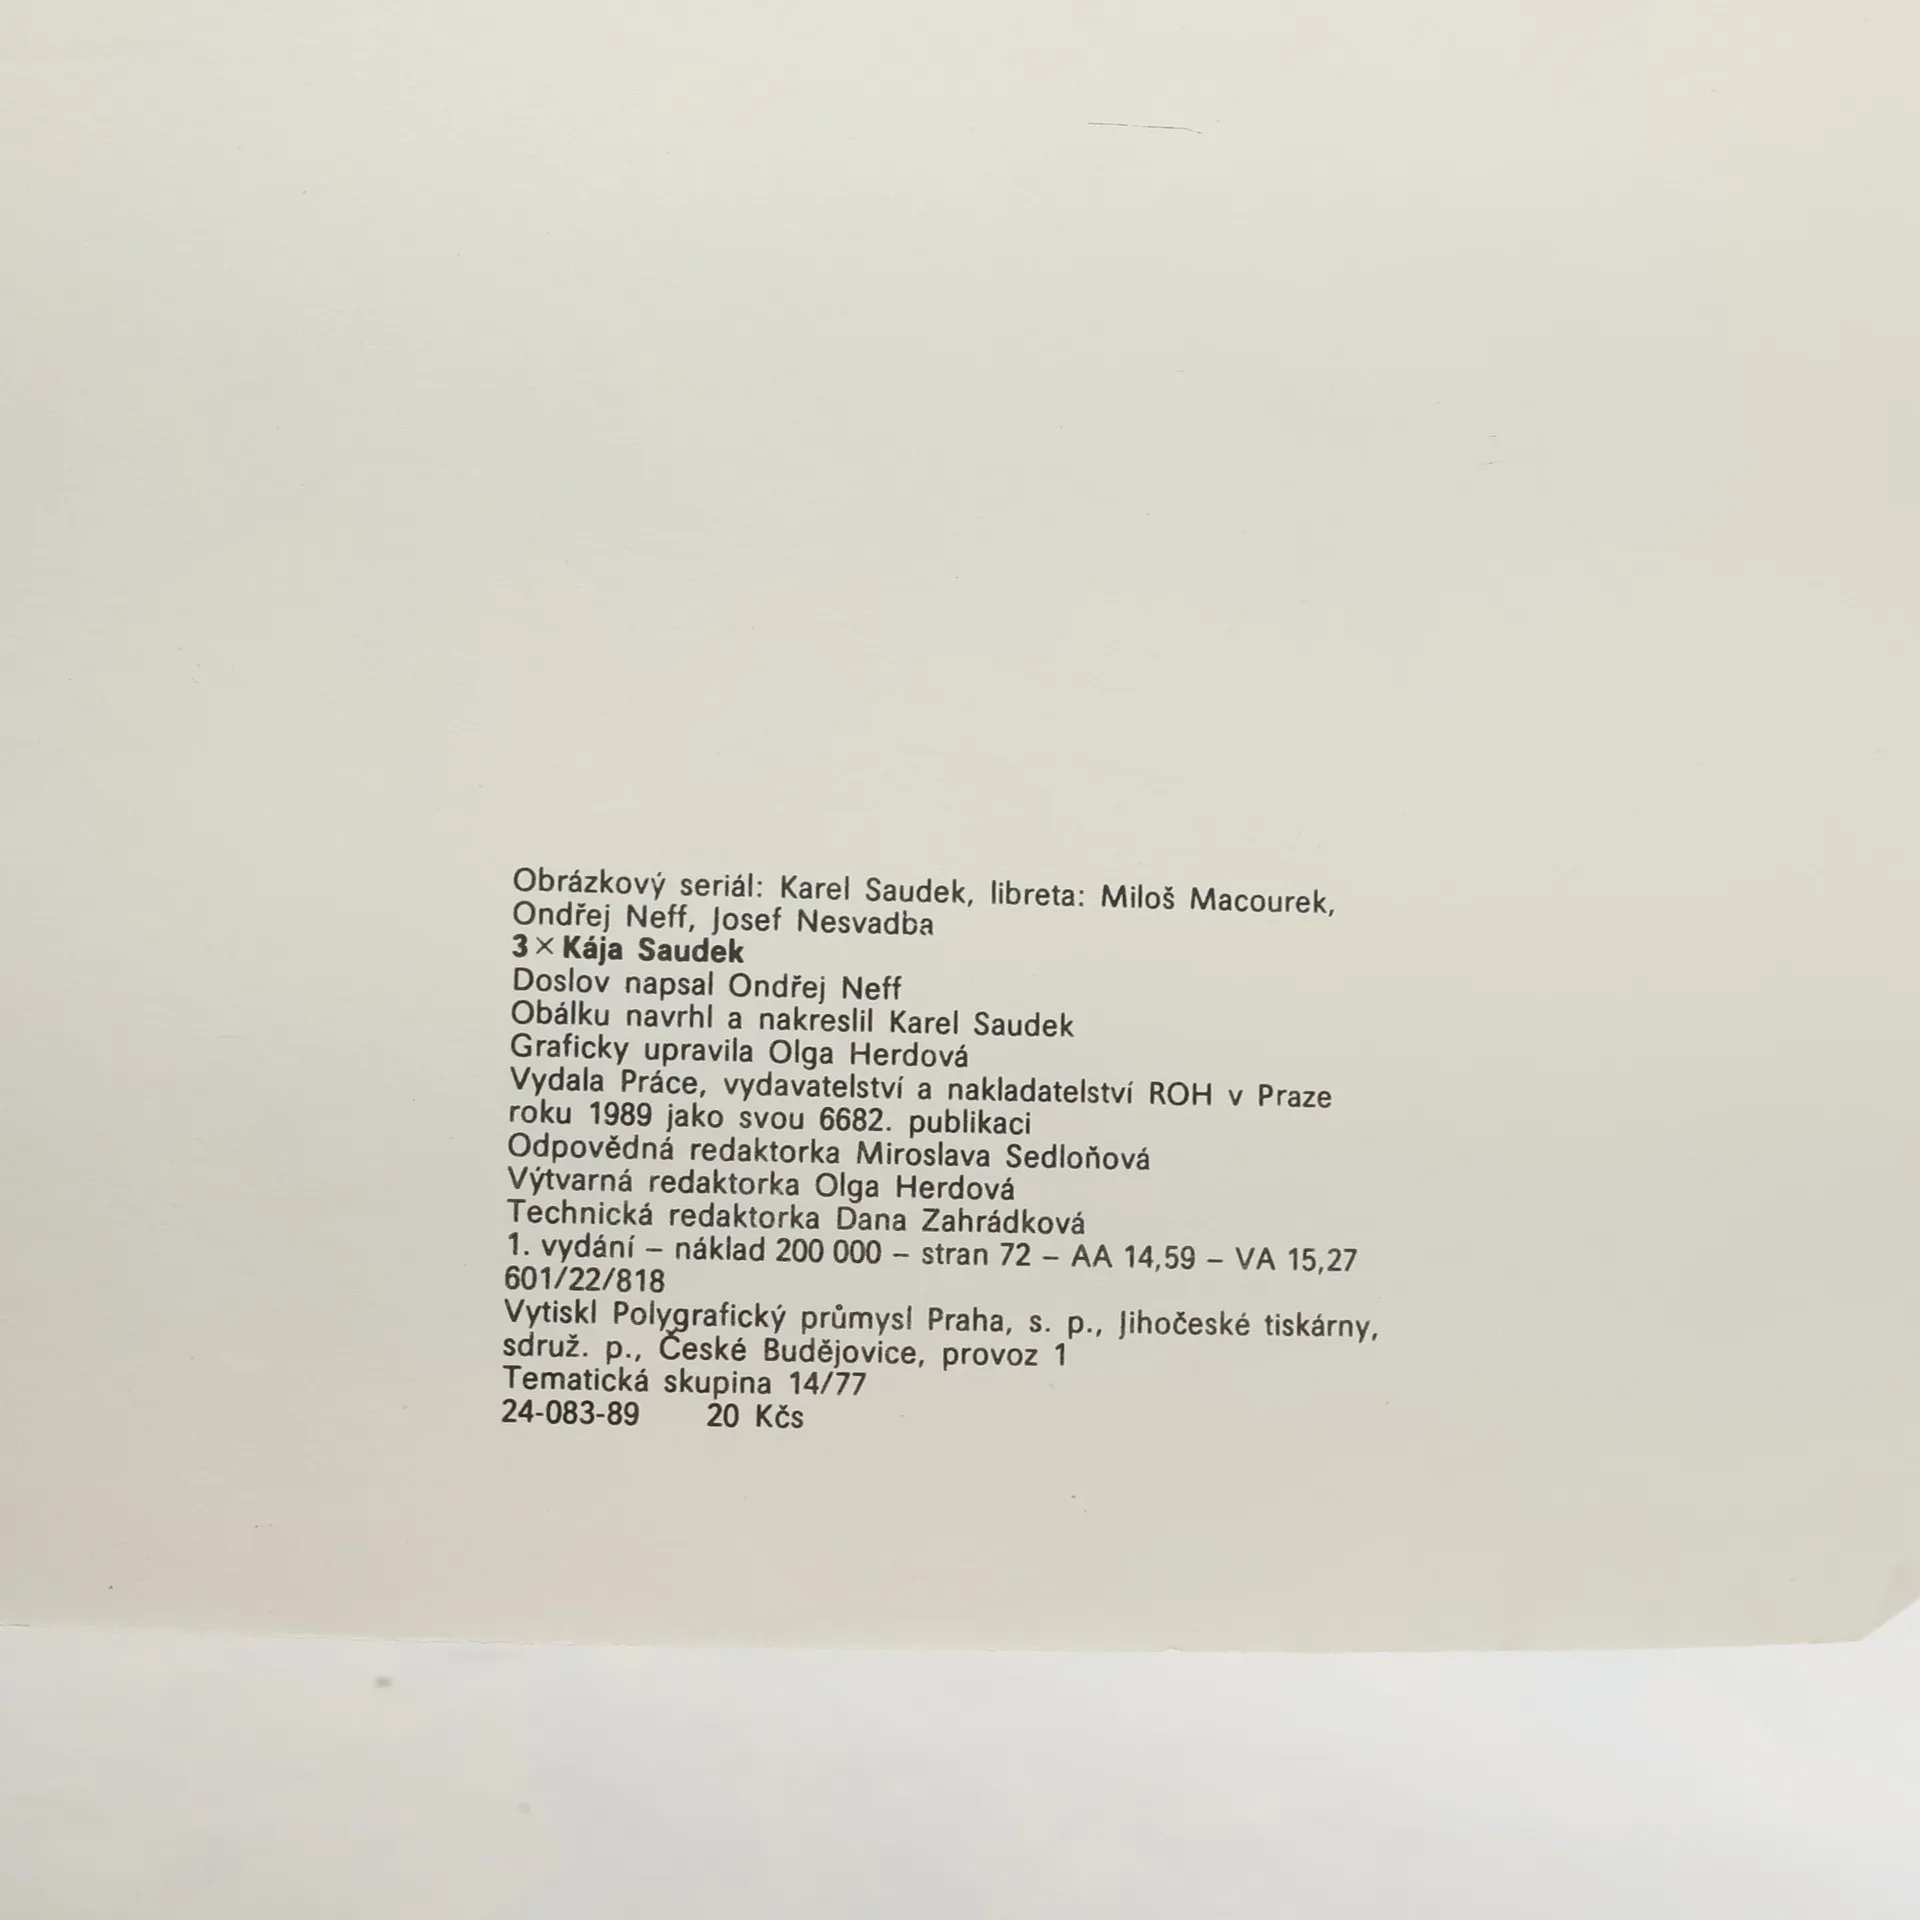 Obrázkový seriál: Karel Saudek, libreta: Miloš Macourek,
Ondřej Neff, Josef Nesvadba
3 × Kája Saudek
Doslov napsal Ondřej Neff
Obálku navrhl a nakreslil Karel Saudek
Graficky upravila Olga Herdová
Vydala Práce, vydavatelství a nakladatelství ROH v Praze
roku 1989 jako svou 6682. publikaci
Odpovědná redaktorka Miroslava Sedloňová
Výtvarná redaktorka Olga Herdová
Technická redaktorka Dana Zahrádková
1. vydání – náklad 200 000 – stran 72 – AA 14,59 – VA 15,27
601/22/818
Vytiskl Polygrafický průmysl Praha, s. p., Jihočeské tiskárny,
sdruž. p., České Budějovice, provoz 1
Tematická skupina 14/77
24-083-89 20 Kčs